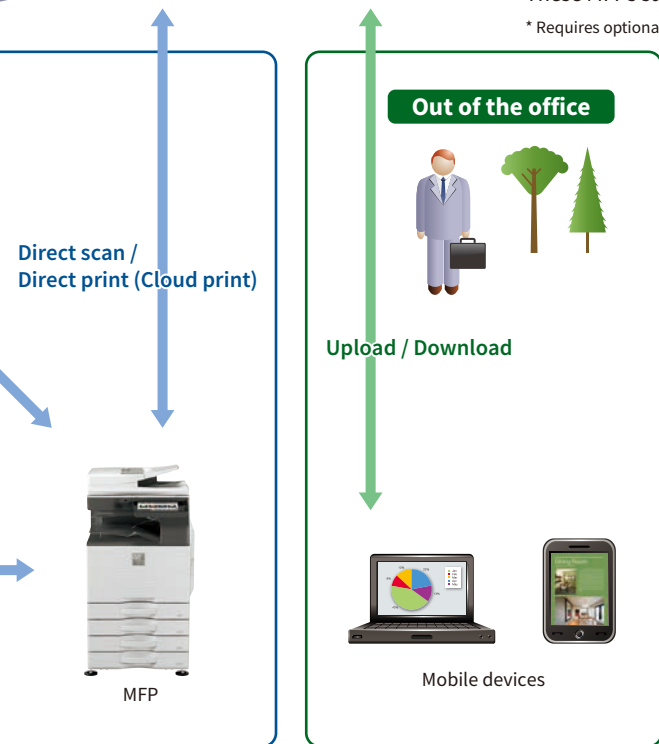 * Requires optiona
Out of the office
Direct scan /
Direct print (Cloud print)
Upload / Download
MFP
Mobile devices